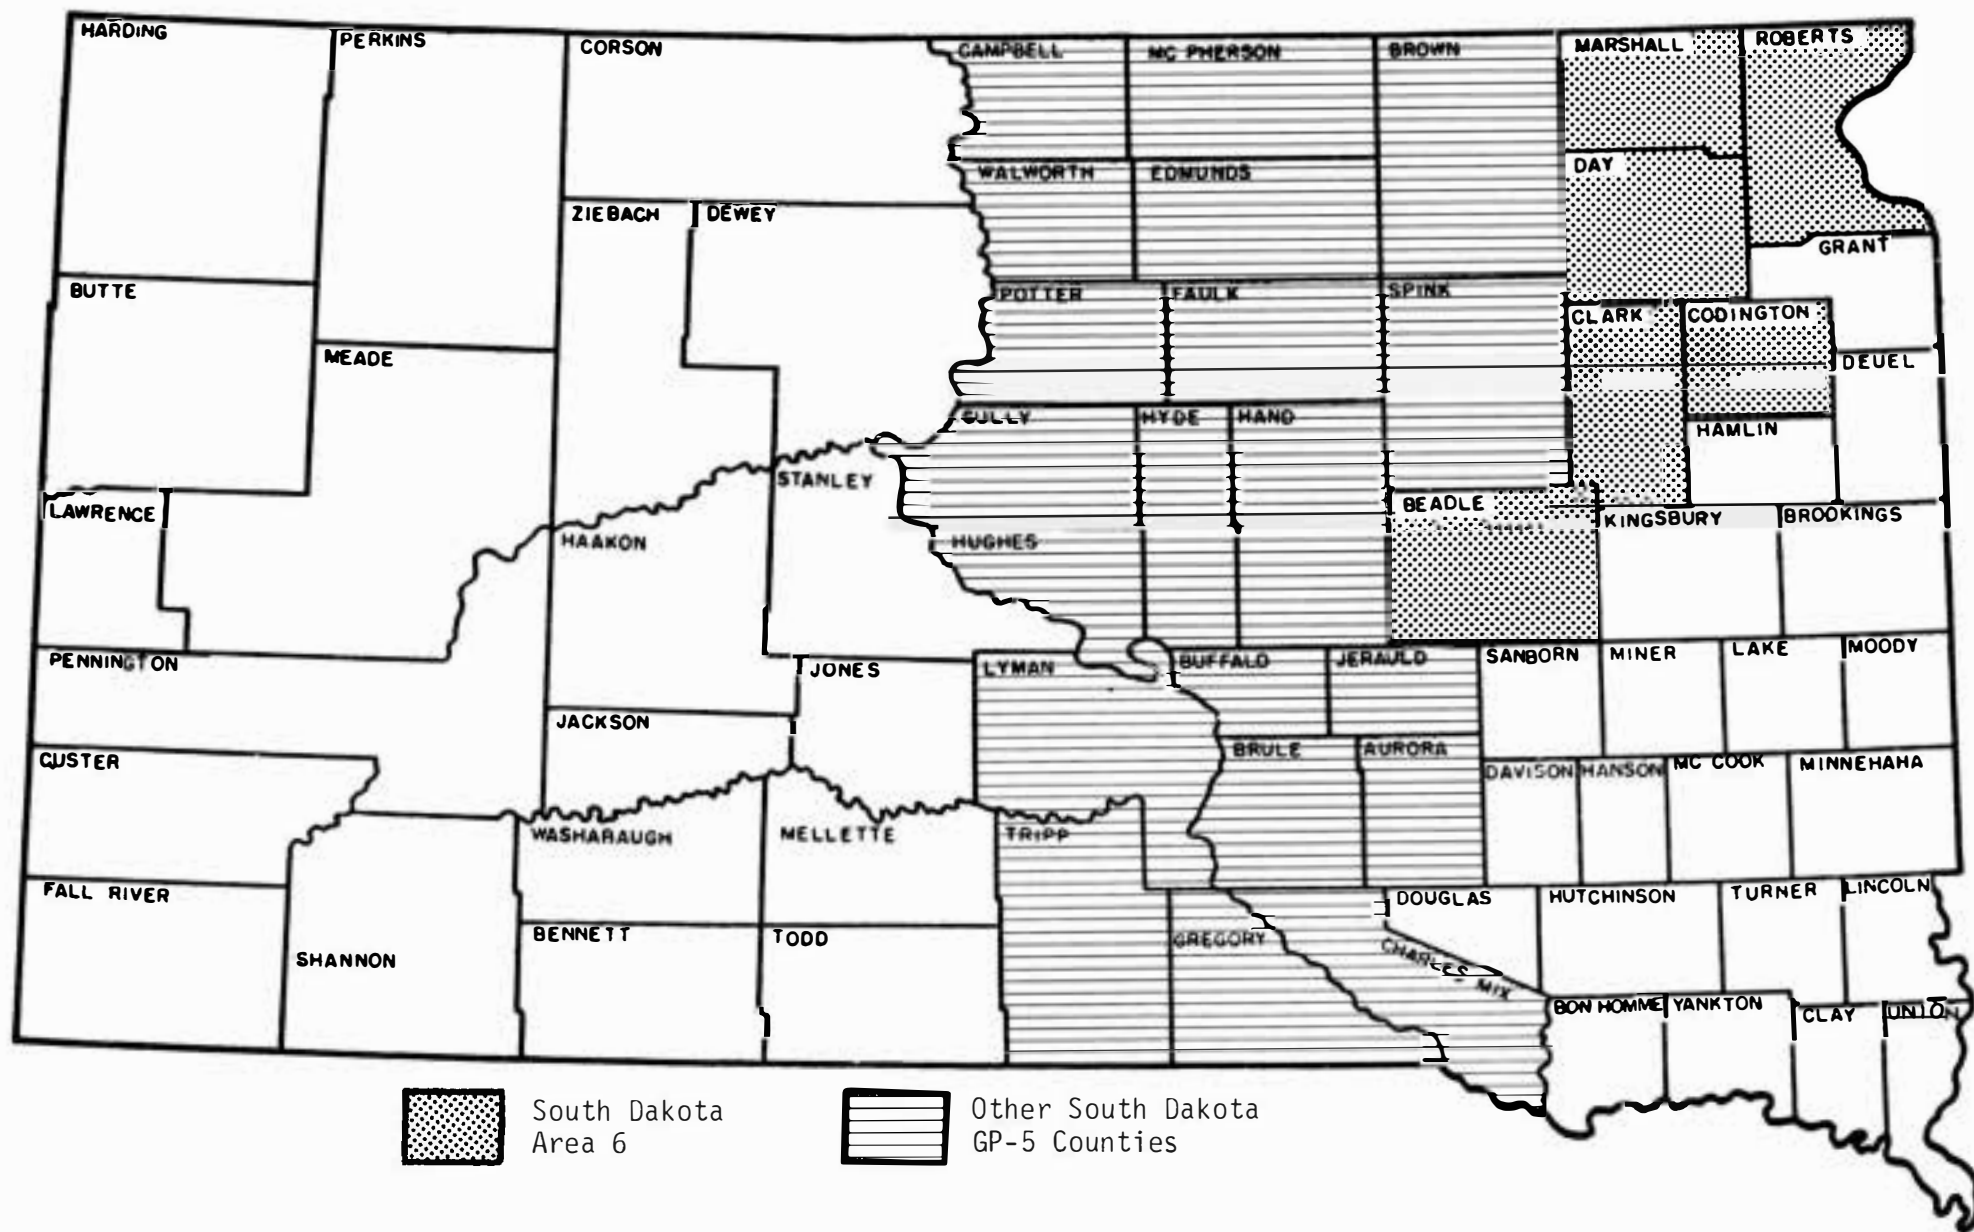 HARDING
PERKINS
CORSON
CAMPBELL
MC PHERSON
BROWN
MARSHALL
ROBERTS
DAY
WALWORTH
EDMUNDS
ZIEBACH
DEWEY
GRANT
BUTTE
POTTER
FAULK
SPINK
CLARK
CODINGTON
MEADE
DEUEL
SULLY
HYDE
HAND
HAMLIN
STANLEY
LAWRENCE
BEADLE
KINGSBURY
BROOKINGS
HAAKON
HUGHES
PENNINGTON
JONES
LYMAN
BUFFALO
JERAULD
SANBORN
MINER
LAKE
MOODY
JACKSON
CUSTER
BRULE
AURORA
DAVISON
HANSON
MC COOK
MINNEHAHA
WASHABAUGH
MELLETTE
TRIPP
FALL RIVER
DOUGLAS
HUTCHINSON
TURNER
LINCOLN
SHANNON
BENNETT
TODD
GREGORY
CHARLES MIX
BON HOMME
YANKTON
CLAY
UNION
South Dakota
Area 6
Other South Dakota
GP-5 Counties